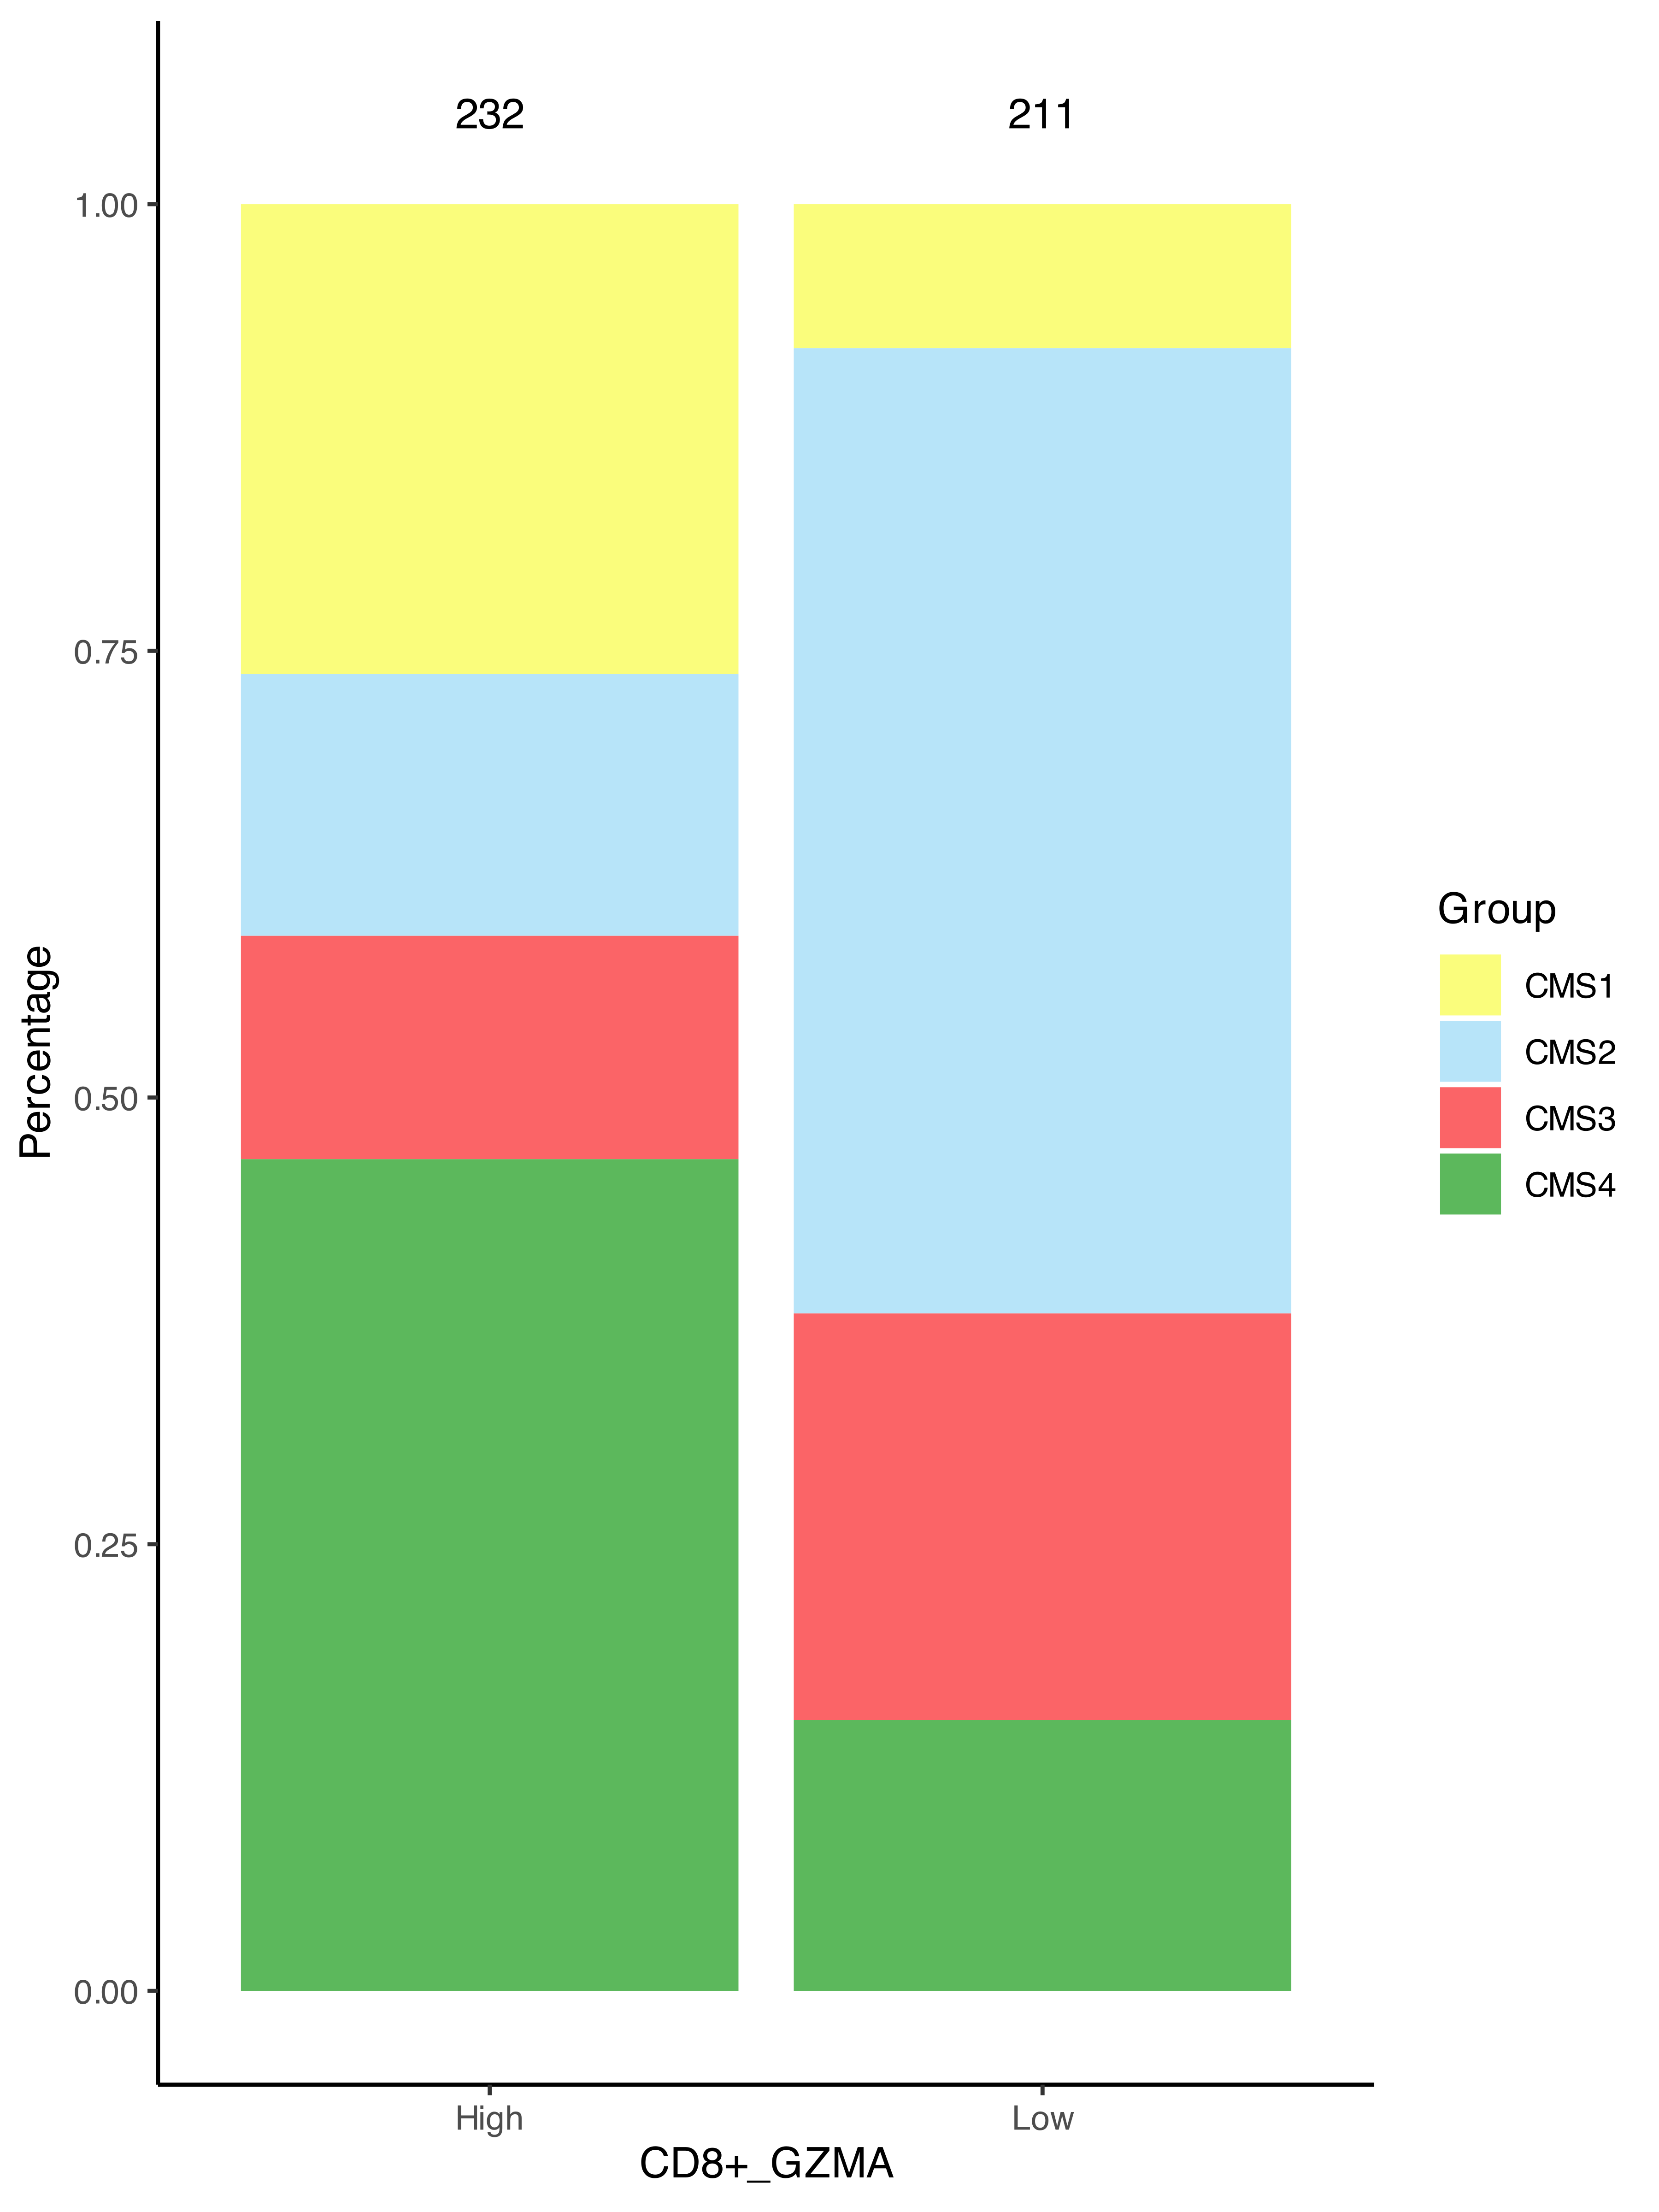 232
211
1.00
0.75
0.50
0.25
0.00
Percentage
High
Low
CD8+_GZMA
Group
CMS1
CMS2
CMS3
CMS4